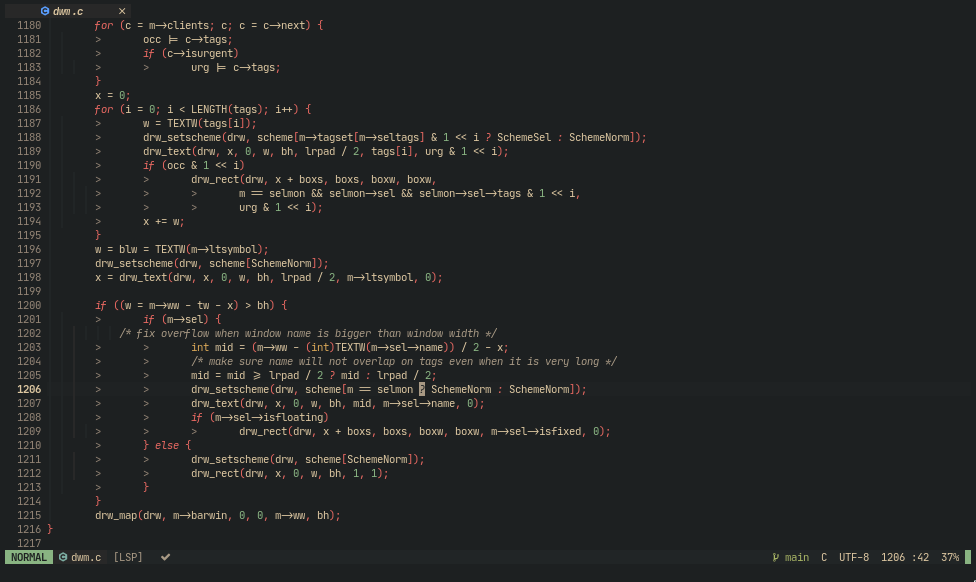 dwm.c ×
1180 for (c = m->clients; c; c = c->next) {
1181 > occ |= c->tags;
1182 > if (c->isurgent)
1183 > > urg |= c->tags;
1184 > }
1185 x = 0;
1186 for (i = 0; i < LENGTH(tags); i++) {
1187 > w = TEXTW(tags[i]);
1188 > drw_setscheme(drw, scheme[m->tagset[m->seltags] & 1 << i ? SchemeSel : SchemeNorm]);
1189 > drw_text(drw, x, 0, w, bh, lrpad / 2, tags[i], urg & 1 << i);
1190 > if (occ & 1 << i)
1191 > > drw_rect(drw, x + boxs, boxs, boxw, boxw,
1192 > > > m == selmon && selmon->sel && selmon->sel->tags & 1 << i,
1193 > > > urg & 1 << i);
1194 > x += w;
1195 > }
1196 w = blw = TEXTW(m->ltsymbol);
1197 drw_setscheme(drw, scheme[SchemeNorm]);
1198 x = drw_text(drw, x, 0, w, bh, lrpad / 2, m->ltsymbol, 0);
1199
1200 if ((w = m->ww - tw - x) > bh) {
1201 > if (m->sel) {
1202 /* fix overflow when window name is bigger than window width */
1203 > > int mid = (m->ww - (int)TEXTW(m->sel->name)) / 2 - x;
1204 > > /* make sure name will not overlap on tags even when it is very long */
1205 > > mid = mid >= lrpad / 2 ? mid : lrpad / 2;
1206 > > drw_setscheme(drw, scheme[m == selmon ? SchemeNorm : SchemeNorm]);
1207 > > drw_text(drw, x, 0, w, bh, mid, m->sel->name, 0);
1208 > > if (m->sel->isfloating)
1209 > > > drw_rect(drw, x + boxs, boxs, boxw, boxw, m->sel->isfixed, 0);
1210 > } else {
1211 > > drw_setscheme(drw, scheme[SchemeNorm]);
1212 > > drw_rect(drw, x, 0, w, bh, 1, 1);
1213 > }
1214 }
1215 drw_map(drw, m->barwin, 0, 0, m->ww, bh);
1216 }
1217
NORMAL dwm.c [LSP] ✔ main C UTF-8 1206 :42 37%